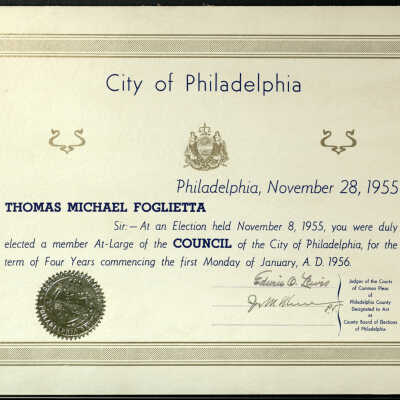 City of Philadelphia
Philadelphia, November 28, 1955
THOMAS MICHAEL FOGLIETTA
Sir:—At an Election held November 8, 1955, you were duly
elected a member At-Large of the COUNCIL of the City of Philadelphia, for the
term of Four Years commencing the first Monday of January, A. D. 1956.
Edwin O. Lewis
Judges of the Courts
of Common Pleas
of
Philadelphia County
Designated to Act
as
County Board of Elections
of Philadelphia